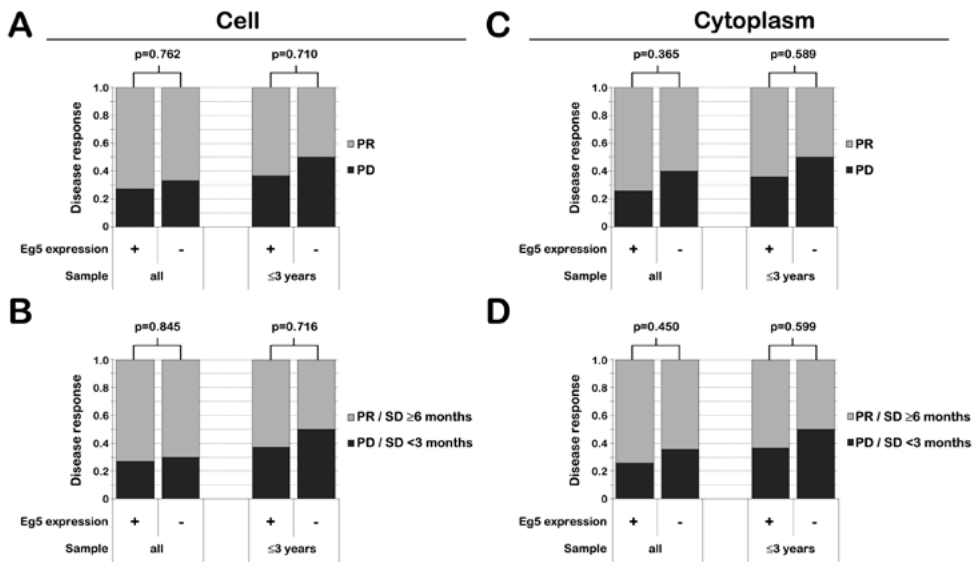 A
Cell
p=0.762
p=0.710
Disease response
1.0
0.8
0.6
0.4
0.2
0
PR
PD
Eg5 expression + - + -
Sample all ≤3 years
B
p=0.845
p=0.716
Disease response
1.0
0.8
0.6
0.4
0.2
0
PR / SD ≥6 months
PD / SD <3 months
Eg5 expression + - + -
Sample all ≤3 years
C
Cytoplasm
p=0.365
p=0.589
Disease response
1.0
0.8
0.6
0.4
0.2
0
PR
PD
Eg5 expression + - + -
Sample all ≤3 years
D
p=0.450
p=0.599
Disease response
1.0
0.8
0.6
0.4
0.2
0
PR / SD ≥6 months
PD / SD <3 months
Eg5 expression + - + -
Sample all ≤3 years